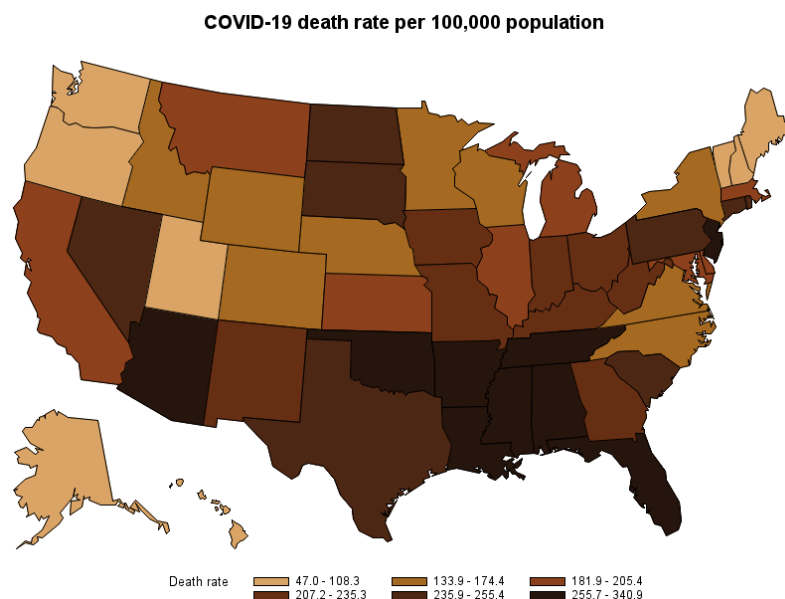 COVID-19 death rate per 100,000 population
Death rate 47.0 - 108.3 133.9 - 174.4 181.9 - 205.4
207.2 - 235.3 235.9 - 255.4 255.7 - 340.9